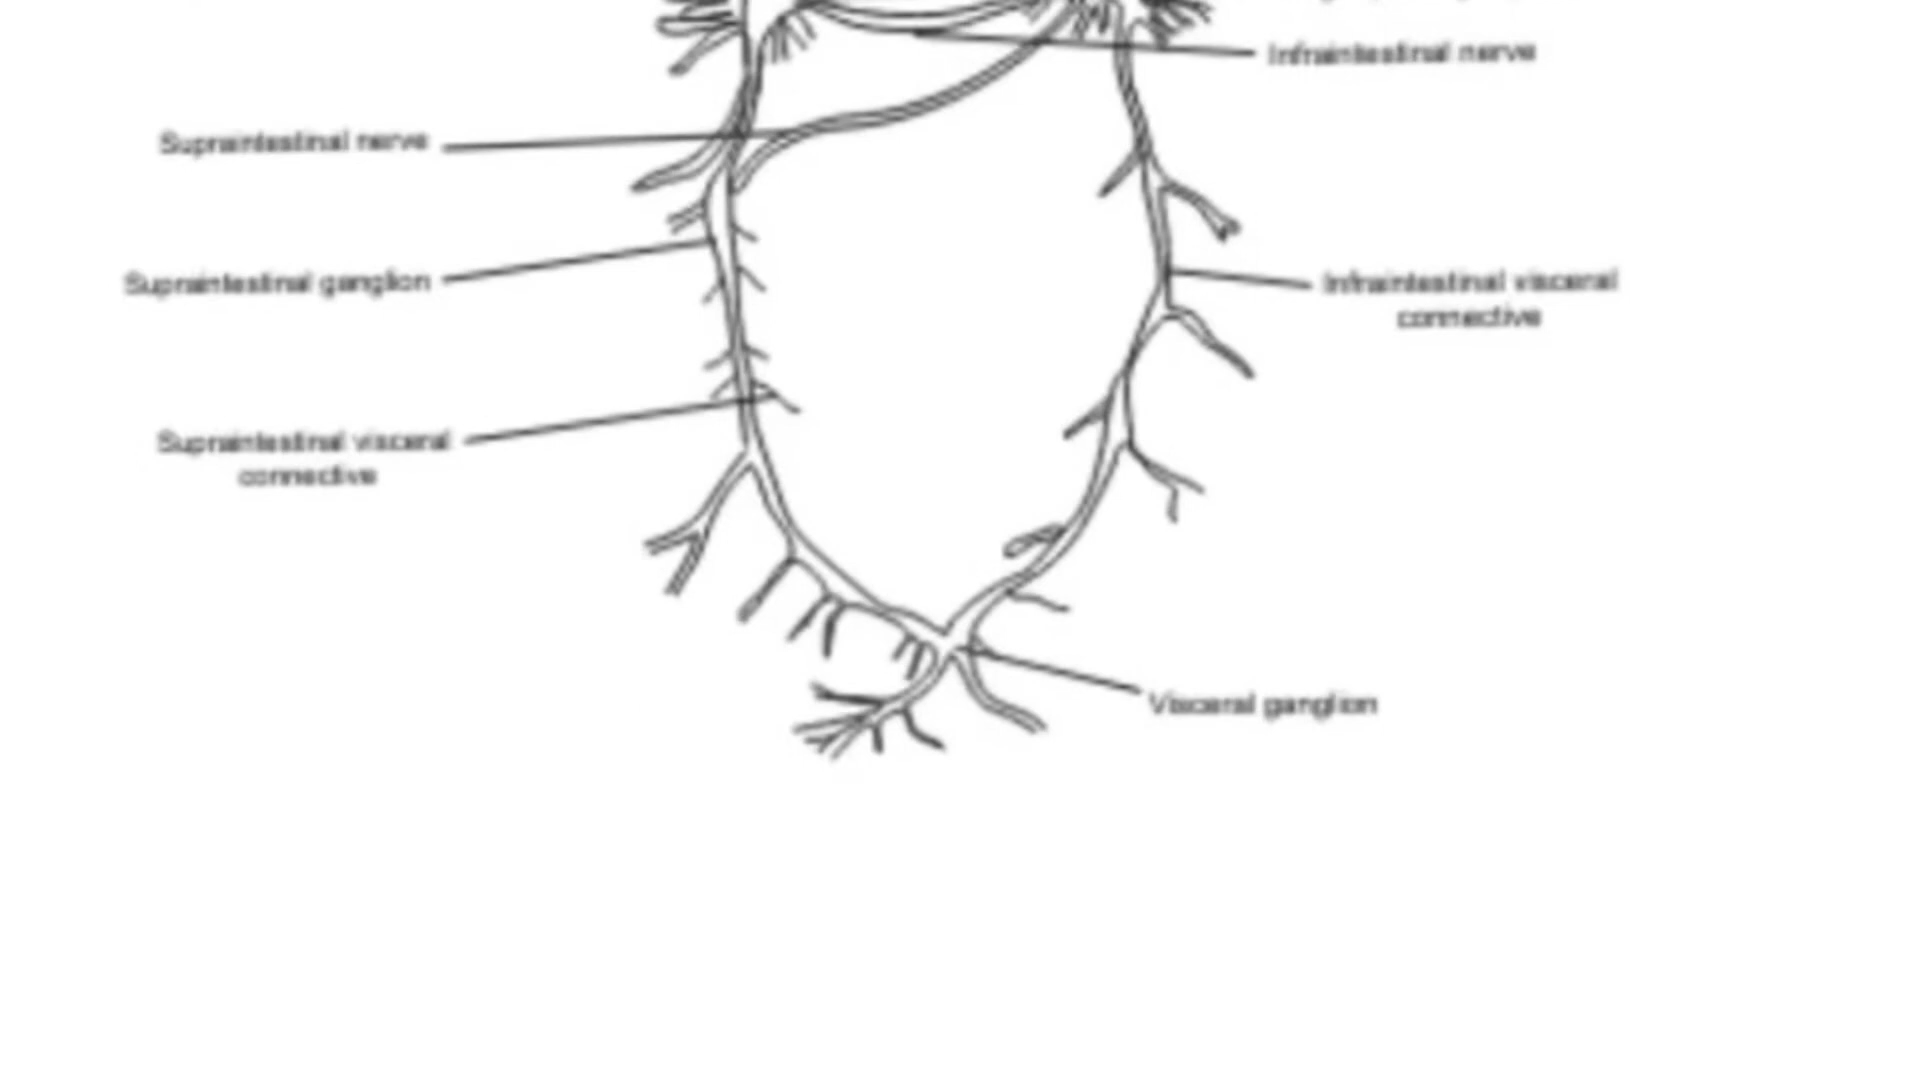 Infraintestinal nerve
Supraintestinal nerve
Supraintestinal ganglion
Infraintestinal visceral
connective
Supraintestinal visceral
connective
Visceral ganglion